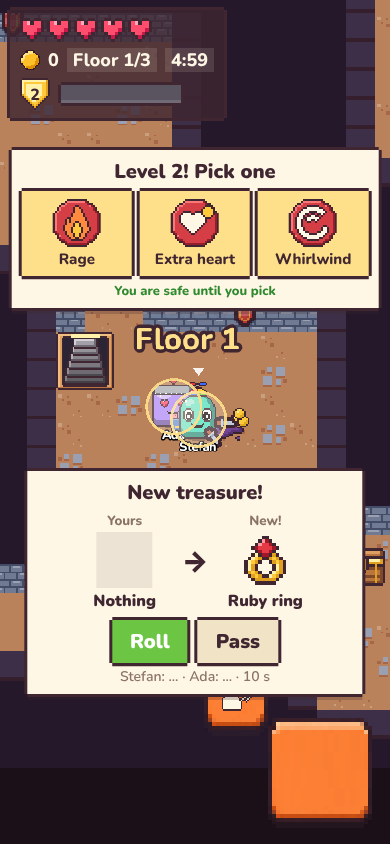 0 Floor 1/3 4:59
2
Level 2! Pick one
Rage Extra heart Whirlwind
You are safe until you pick
Floor 1
Stefan
New treasure!
Yours New!
Nothing Ruby ring
Roll Pass
Stefan: ... · Ada: ... · 10 s